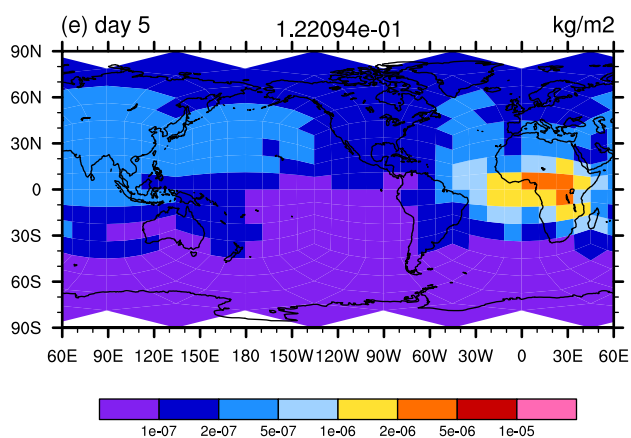 (e) day 5 1.22094e-01 kg/m2
90N
60N
30N
0
30S
60S
90S
60E 90E 120E 150E 180 150W 120W 90W 60W 30W 0 30E 60E
1e-07 2e-07 5e-07 1e-06 2e-06 5e-06 1e-05